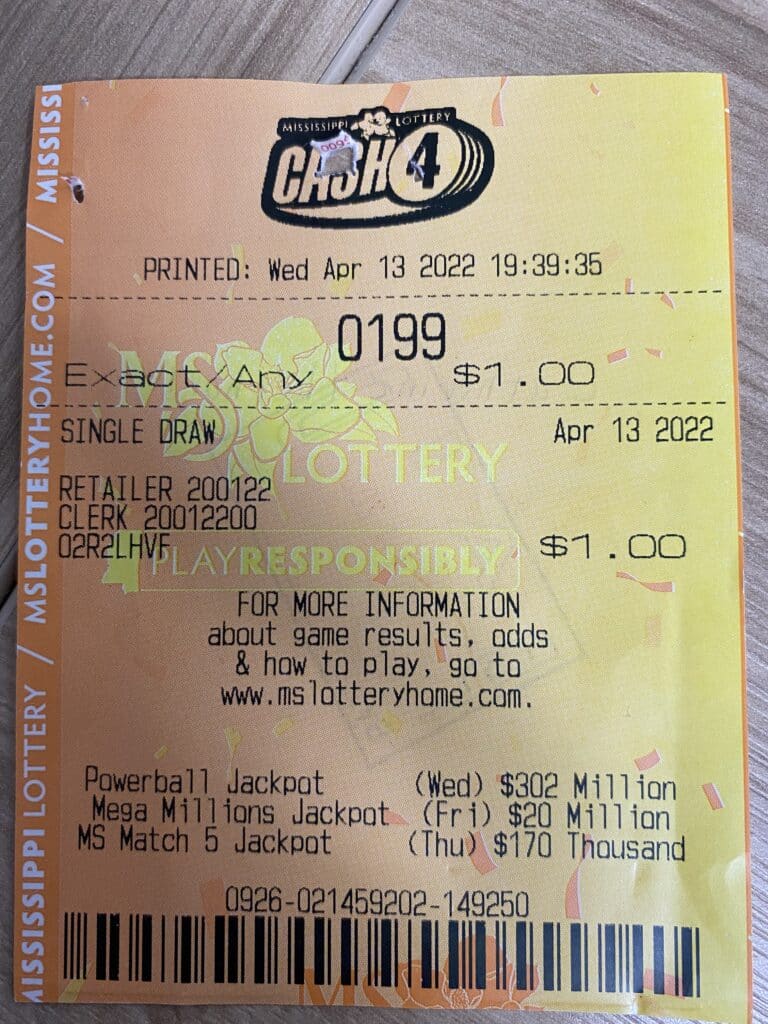 MISSISSIPPI LOTTERY
CASH 4
PRINTED: Wed Apr 13 2022 19:39:35
0199
Exact/Any $1.00
SINGLE DRAW Apr 13 2022
MS LOTTERY
RETAILER 200122
CLERK 20012200
02R2LHVF $1.00
PLAY RESPONSIBLY
FOR MORE INFORMATION
about game results, odds
& how to play, go to
www.mslotteryhome.com.
Powerball Jackpot (Wed) $302 Million
Mega Millions Jackpot (Fri) $20 Million
MS Match 5 Jackpot (Thu) $170 Thousand
0926-021459202-149250
MS
MISSISSIPPI LOTTERY / MSLOTTERYHOME.COM / MISSISSI